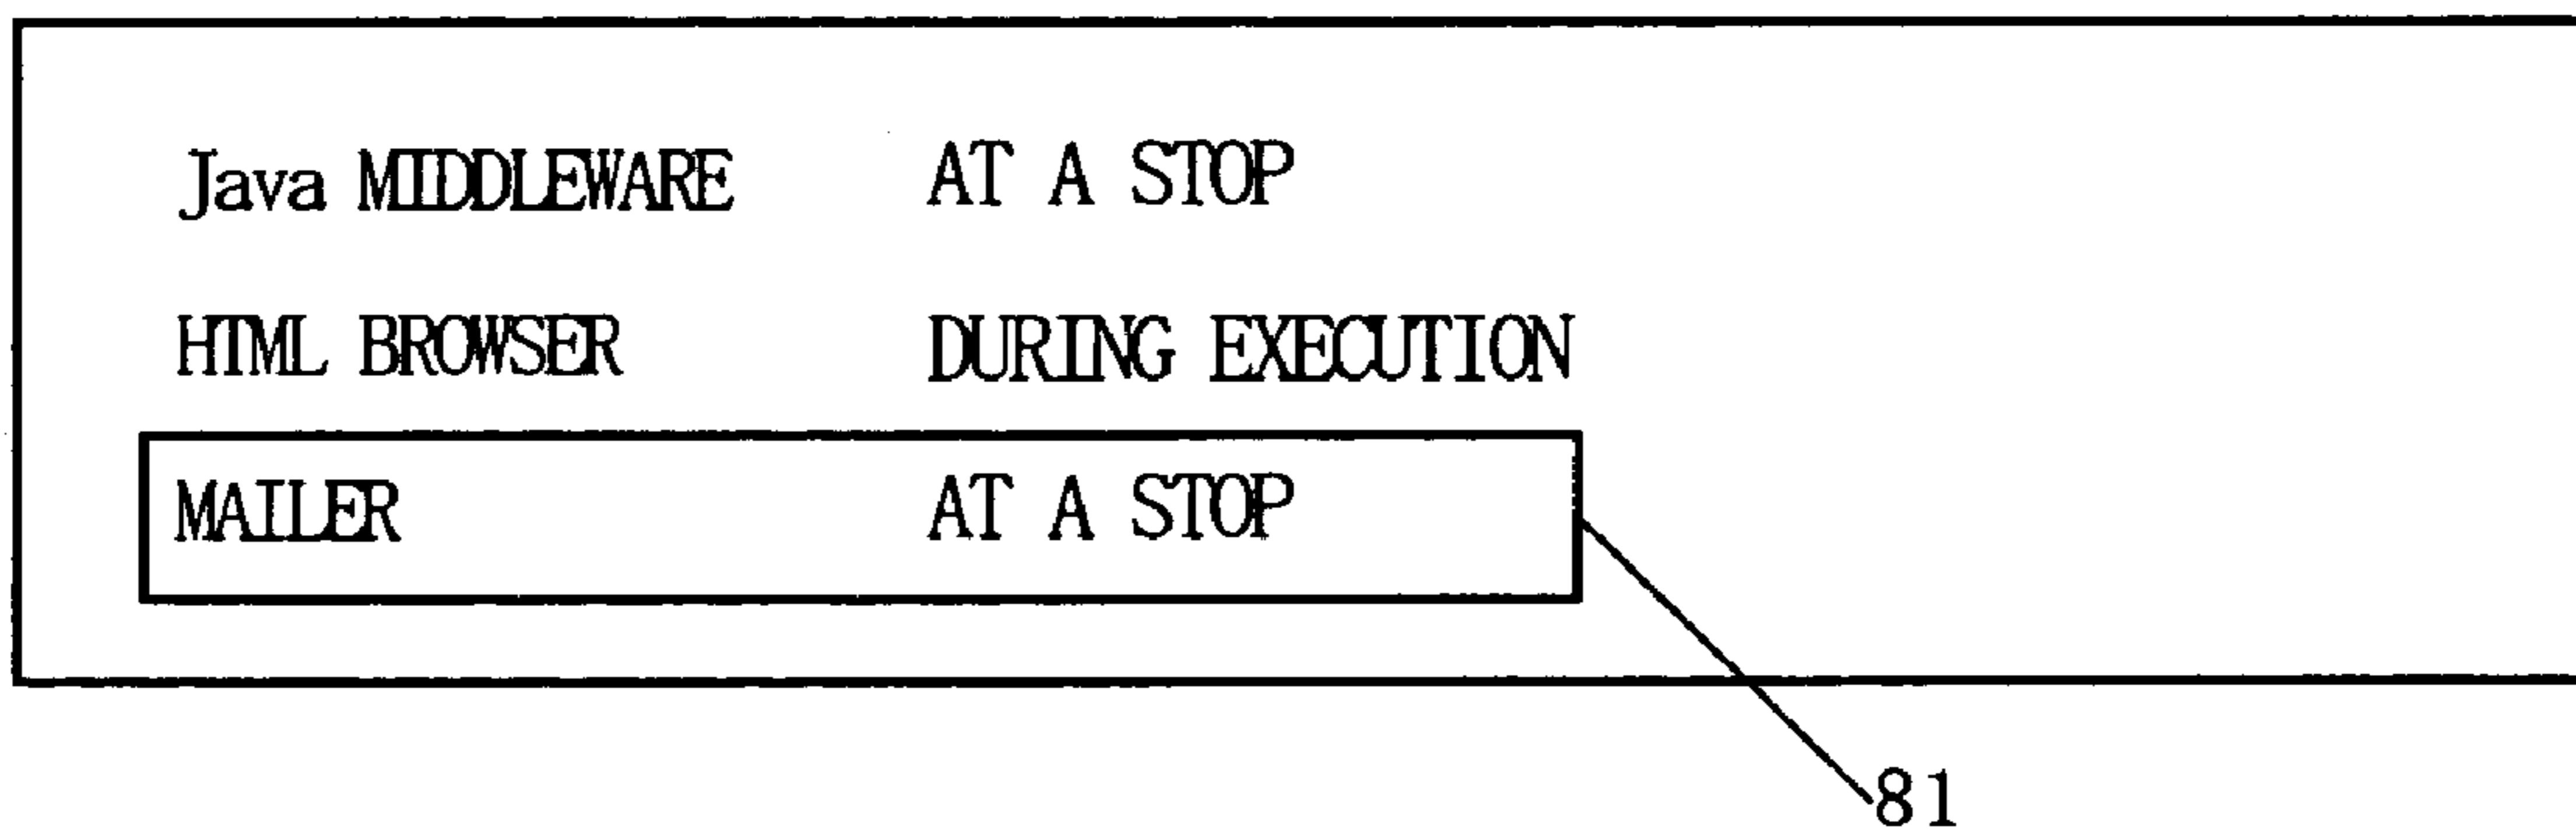 Java MIDDLEWARE AT A STOP
HTML BROWSER DURING EXECUTION
MAILER AT A STOP
81